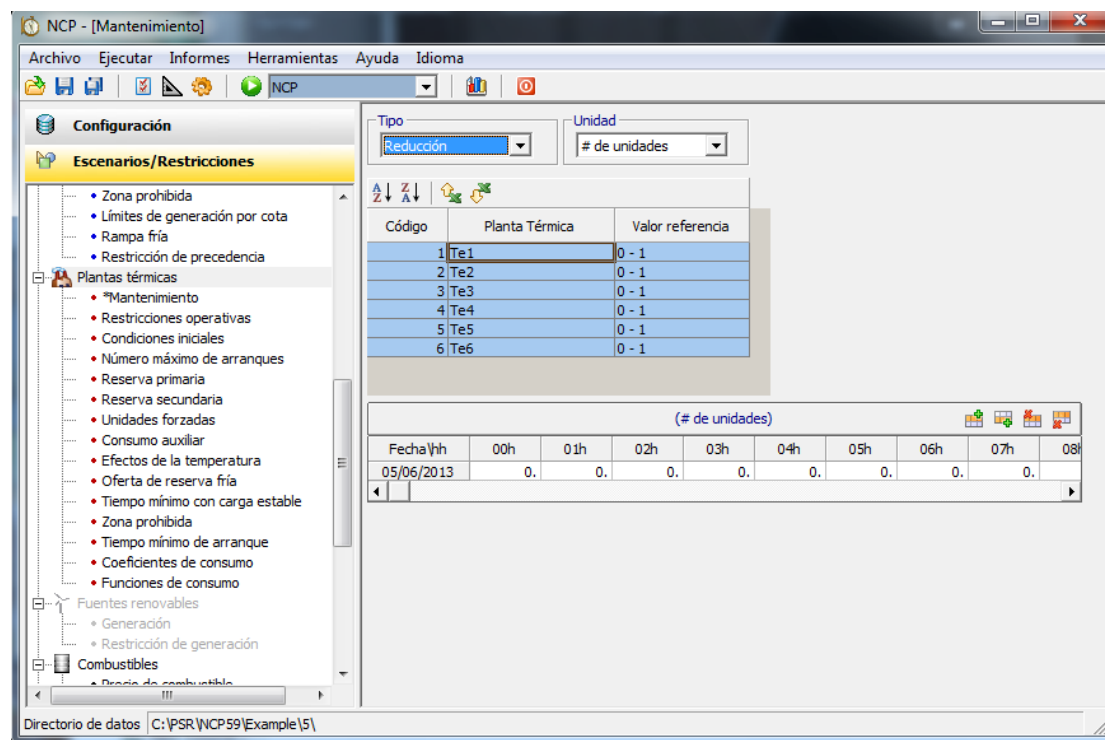 NCP - [Mantenimiento]
Archivo Ejecutar Informes Herramientas Ayuda Idioma
NCP
Configuración
Escenarios/Restricciones
• Zona prohibida
• Límites de generación por cota
• Rampa fría
• Restricción de precedencia
Plantas térmicas
• *Mantenimiento
• Restricciones operativas
• Condiciones iniciales
• Número máximo de arranques
• Reserva primaria
• Reserva secundaria
• Unidades forzadas
• Consumo auxiliar
• Efectos de la temperatura
• Oferta de reserva fría
• Tiempo mínimo con carga estable
• Zona prohibida
• Tiempo mínimo de arranque
• Coeficientes de consumo
• Funciones de consumo
Fuentes renovables
• Generación
• Restricción de generación
Combustibles
• Precio de combustible
Tipo Unidad
Reducción # de unidades
Código Planta Térmica Valor referencia
1 Te1 0 - 1
2 Te2 0 - 1
3 Te3 0 - 1
4 Te4 0 - 1
5 Te5 0 - 1
6 Te6 0 - 1
(# de unidades)
Fecha\hh 00h 01h 02h 03h 04h 05h 06h 07h 08h
05/06/2013 0. 0. 0. 0. 0. 0. 0. 0.
Directorio de datos C:\PSR\NCP59\Example\5\